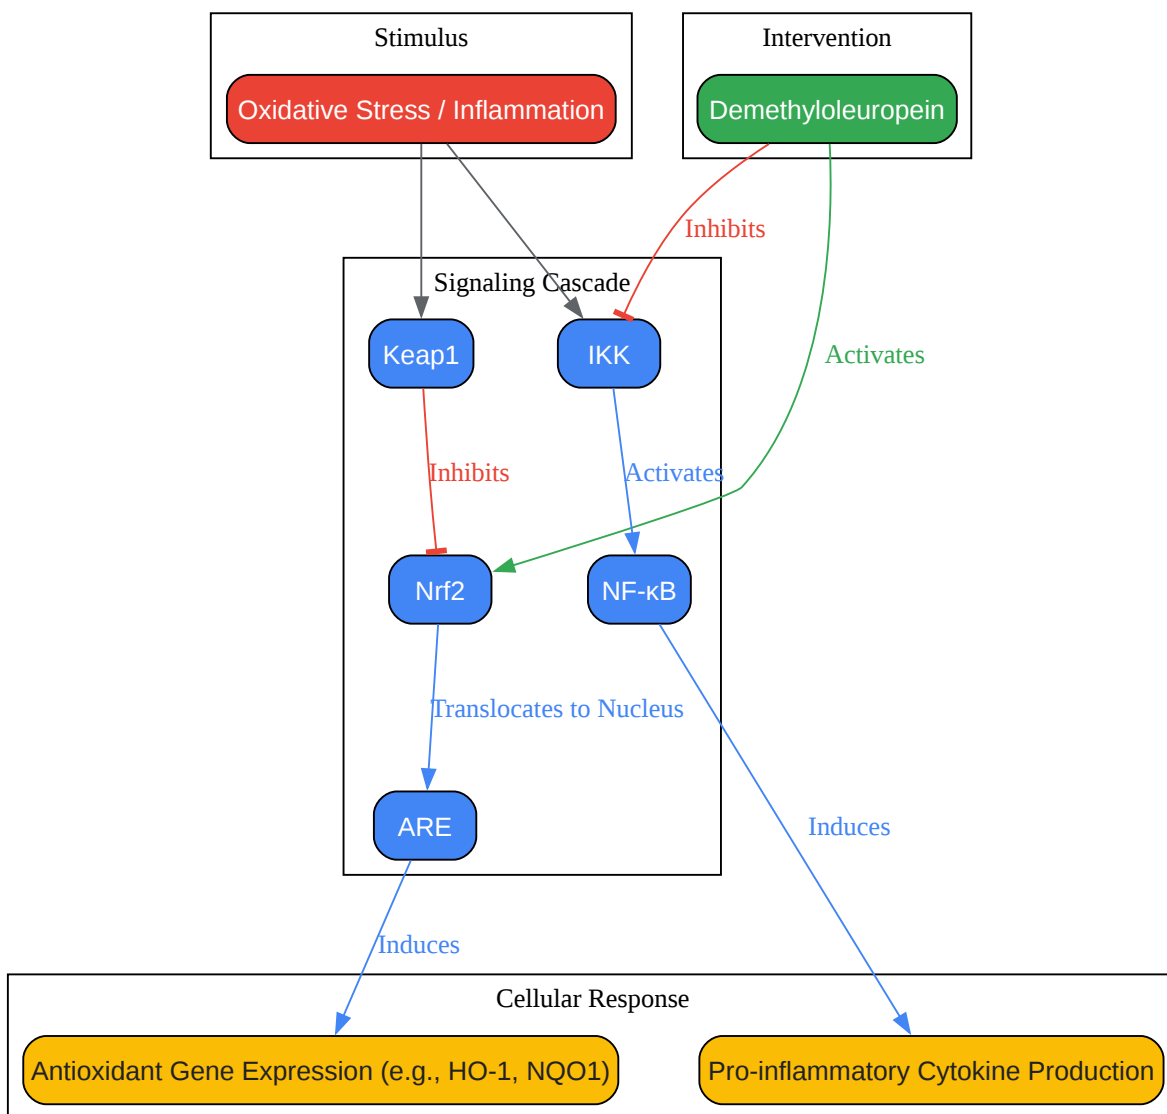 Stimulus
Intervention
Oxidative Stress / Inflammation
Demethyloleuropein
Inhibits
Signaling Cascade
Keap1
IKK
Activates
Inhibits
Activates
Nrf2
NF-κB
Translocates to Nucleus
ARE
Induces
Induces
Cellular Response
Antioxidant Gene Expression (e.g., HO-1, NQO1)
Pro-inflammatory Cytokine Production